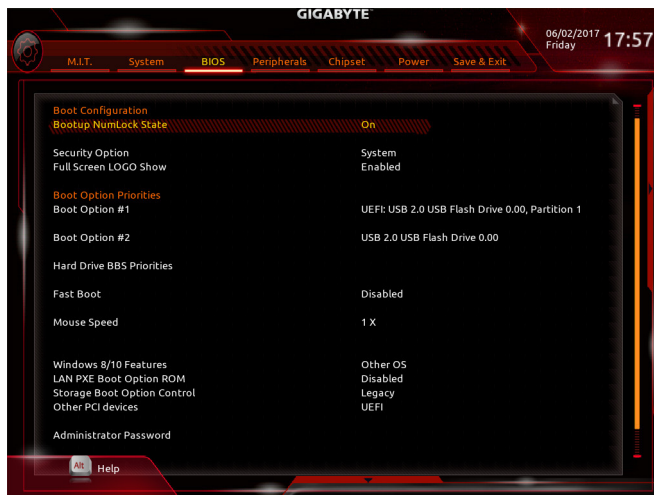 GIGABYTE™
06/02/2017 Friday 17:57
M.I.T. System BIOS Peripherals Chipset Power Save & Exit
Boot Configuration
Bootup NumLock State On
Security Option System
Full Screen LOGO Show Enabled
Boot Option Priorities
Boot Option #1 UEFI: USB 2.0 USB Flash Drive 0.00, Partition 1
Boot Option #2 USB 2.0 USB Flash Drive 0.00
Hard Drive BBS Priorities
Fast Boot Disabled
Mouse Speed 1 X
Windows 8/10 Features Other OS
LAN PXE Boot Option ROM Disabled
Storage Boot Option Control Legacy
Other PCI devices UEFI
Administrator Password
Alt Help